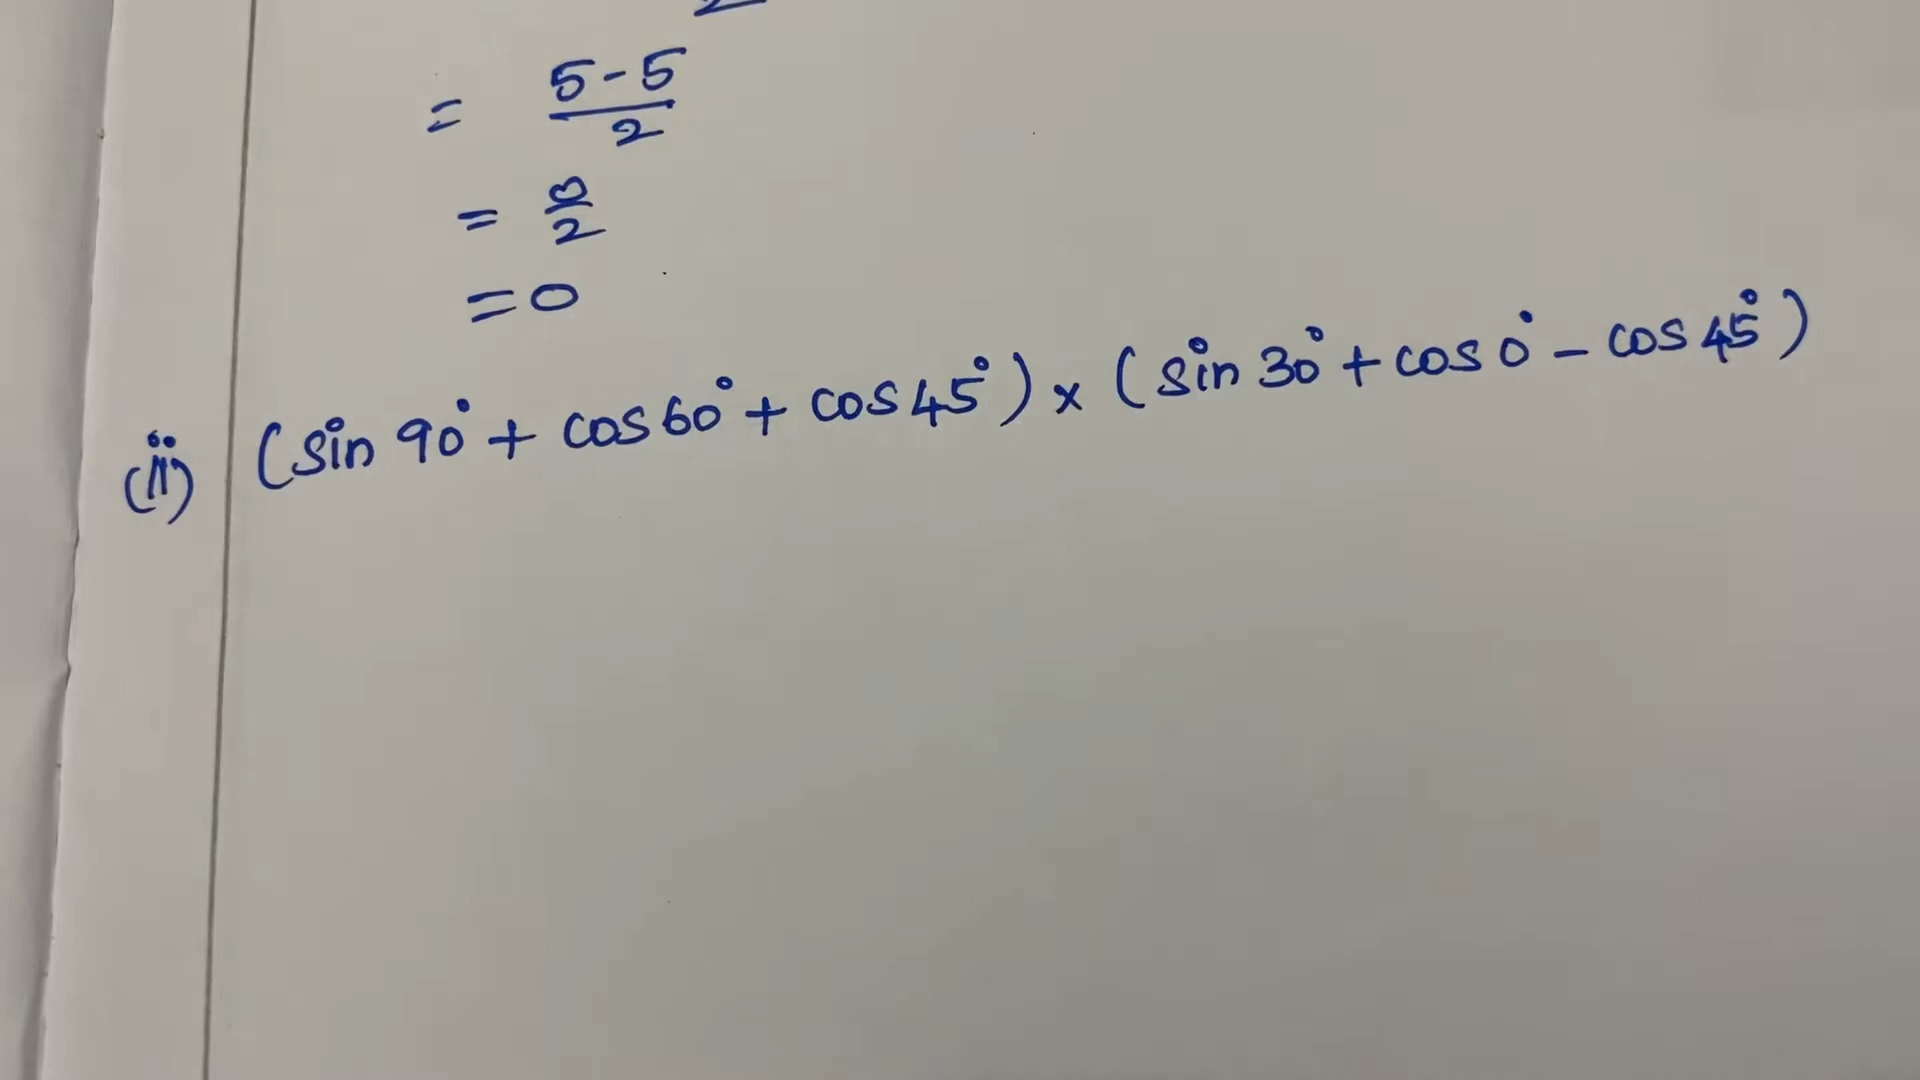 = 5-5/2
= 0/2
= 0
(ii) (sin 90° + cos 60° + cos 45°) × (sin 30° + cos 0° - cos 45°)